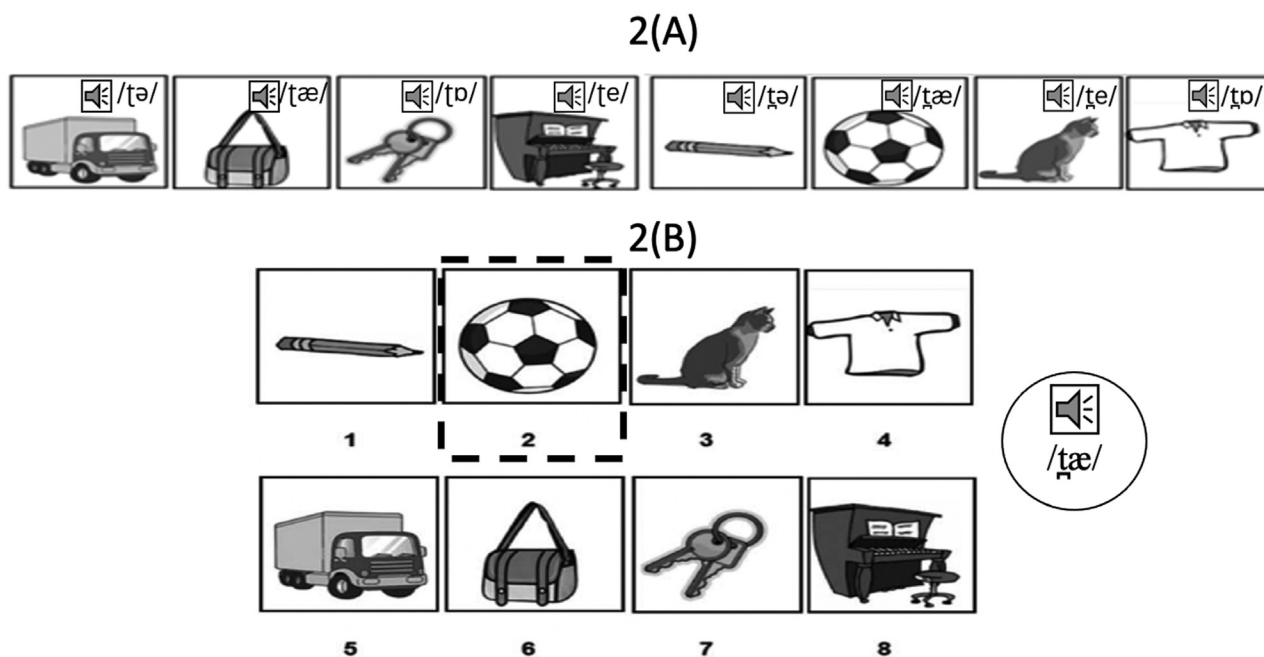 2(A)
/ʈə/ /ʈæ/ /ʈɒ/ /ʈe/ /t̪ə/ /t̪æ/ /t̪e/ /t̪ɒ/
2(B)
1 2 3 4
/t̪æ/
5 6 7 8